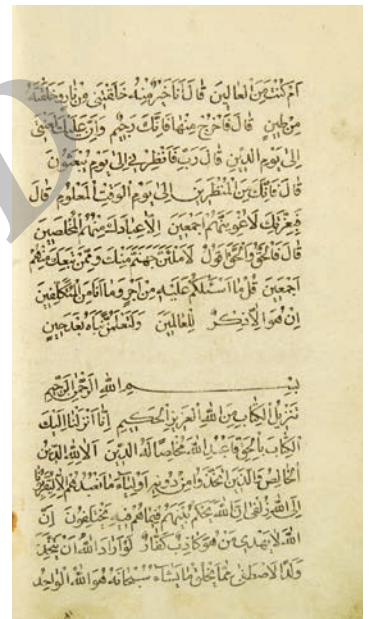 أم كنت من العالين قال أنا خير منه خلقتني من نار وخلقته
من طين قال فاخرج منها فإنك رجيم وإن عليك لعنتي
إلى يوم الدين قال رب فأنظرني إلى يوم يبعثون
قال فإنك من المنظرين إلى يوم الوقت المعلوم قال
فبعزتك لأغوينهم أجمعين إلا عبادك منهم المخلصين
قال فالحق والحق أقول لأملئن جهنم منك وممن تبعك منهم
أجمعين قل ما أسئلكم عليه من أجر وما أنا من المتكلفين
إن هو إلا ذكر للعالمين ولتعلمن نبأه بعد حين
بسم الله الرحمن الرحيم
تنزيل الكتاب من الله العزيز الحكيم إنا أنزلنا إليك
الكتاب بالحق فاعبد الله مخلصا له الدين ألا لله الدين
الخالص والذين اتخذوا من دونه أولياء ما نعبدهم إلا ليقربونا
إلى الله زلفى إن الله يحكم بينهم فيما هم فيه يختلفون إن
الله لا يهدي من هو كاذب كفار لو أراد الله أن يتخذ
ولدا لاصطفى مما يخلق ما يشاء سبحانه هو الله الواحد